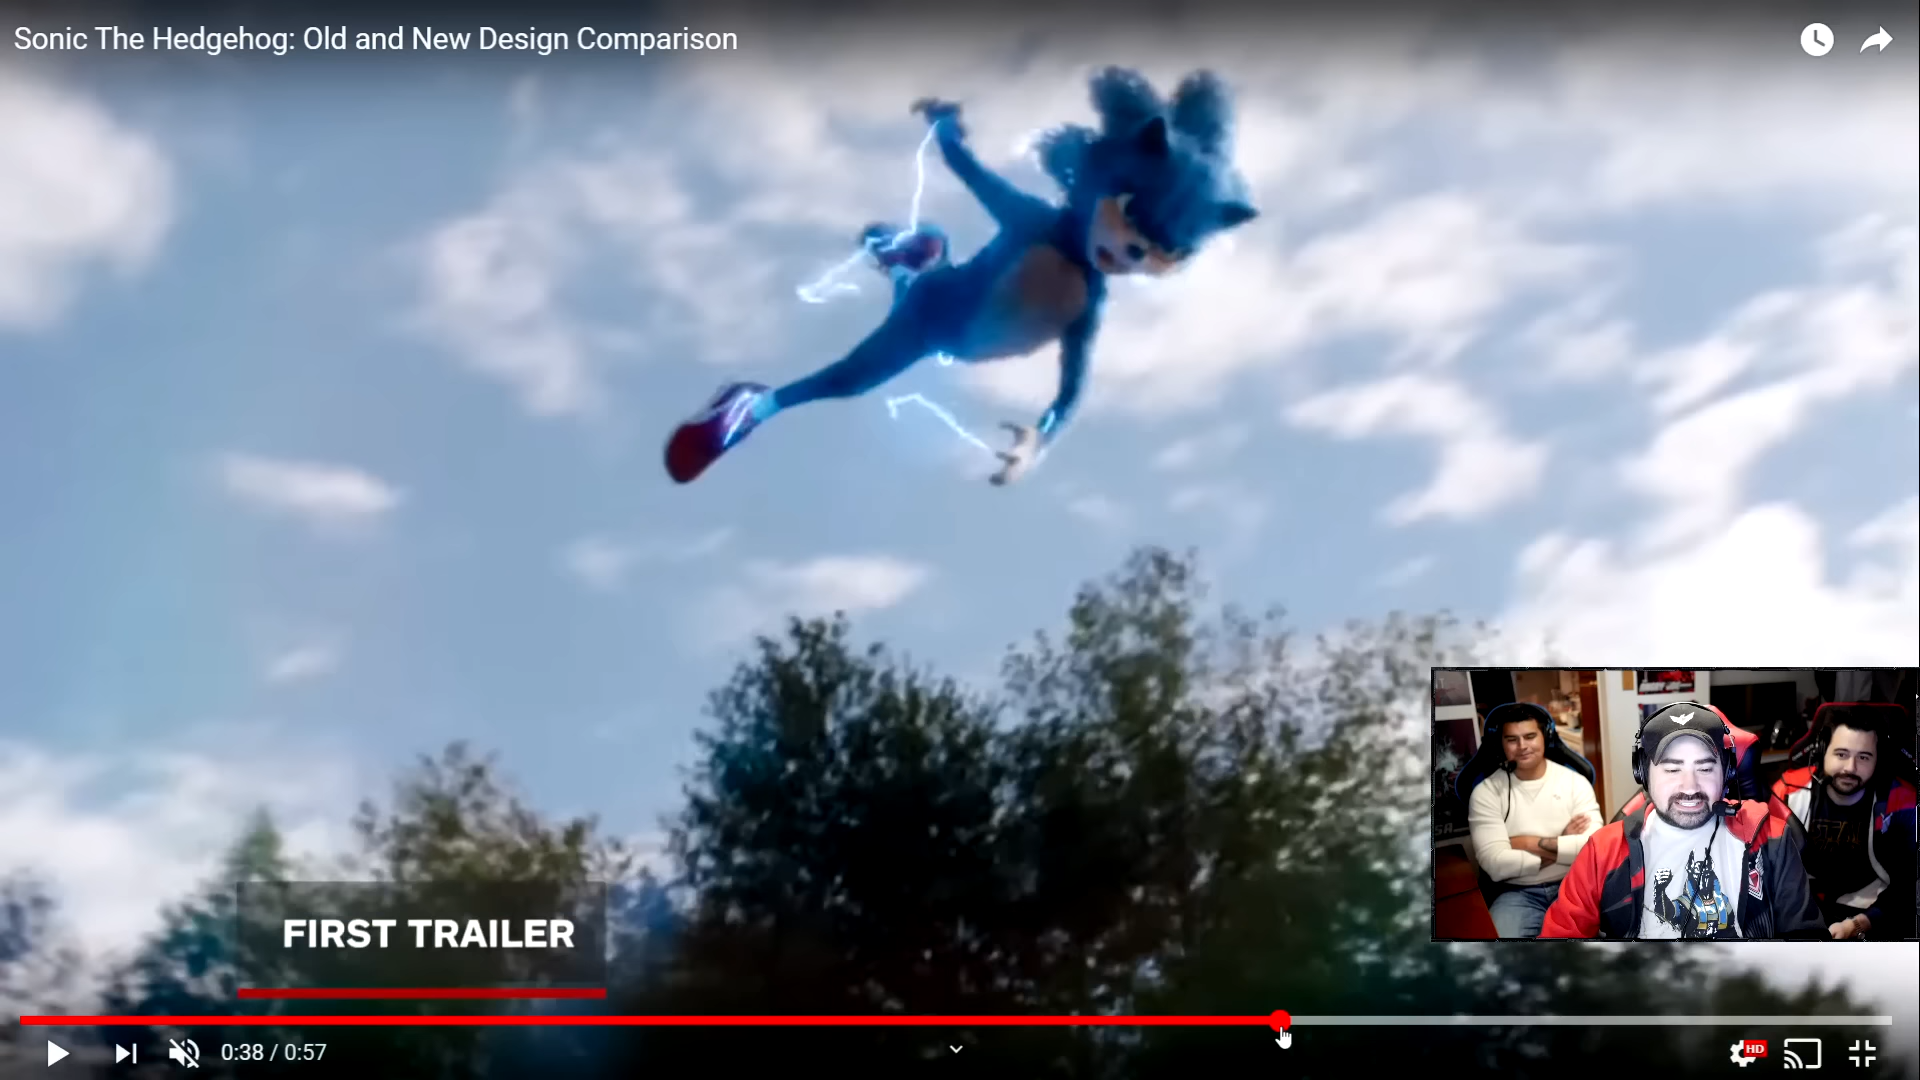 Sonic The Hedgehog: Old and New Design Comparison
FIRST TRAILER
0:38 / 0:57
HD